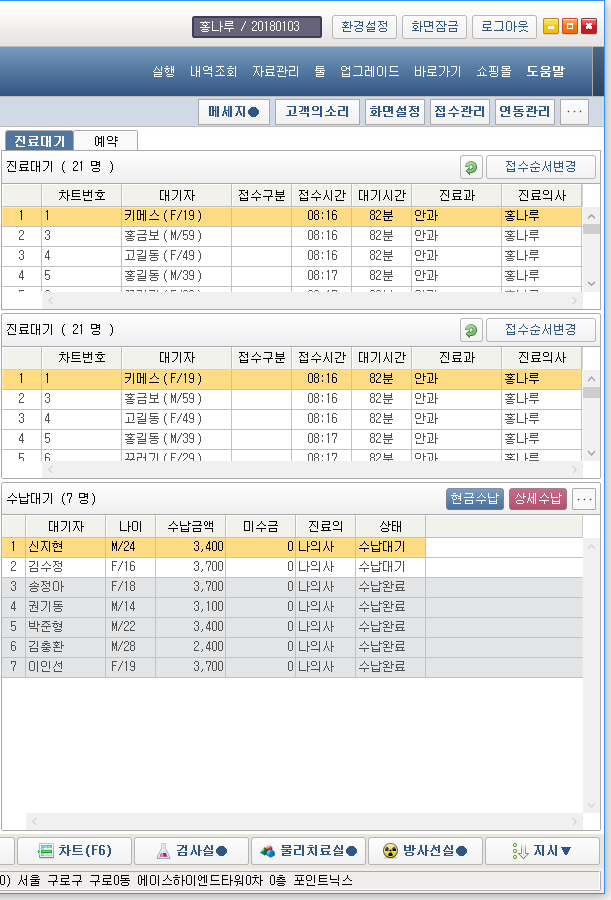 홍나루 / 20180103 환경설정 화면잠금 로그아웃
실행 내역조회 자료관리 툴 업그레이드 바로가기 쇼핑몰 도움말
메세지● 고객의소리 화면설정 접수관리 연동관리 ...
진료대기 예약
진료대기 ( 21 명 ) 접수순서변경
차트번호 대기자 접수구분 접수시간 대기시간 진료과 진료의사
1 1 키메스(F/19) 08:16 82분 안과 홍나루
2 3 홍금보(M/59) 08:16 82분 안과 홍나루
3 4 고길동(F/49) 08:16 82분 안과 홍나루
4 5 홍길동(M/39) 08:17 82분 안과 홍나루
진료대기 ( 21 명 ) 접수순서변경
차트번호 대기자 접수구분 접수시간 대기시간 진료과 진료의사
1 1 키메스(F/19) 08:16 82분 안과 홍나루
2 3 홍금보(M/59) 08:16 82분 안과 홍나루
3 4 고길동(F/49) 08:16 82분 안과 홍나루
4 5 홍길동(M/39) 08:17 82분 안과 홍나루
5 6 꾸러기(F/29) 08:17 82분 안과 홍나루
수납대기 (7 명) 현금수납 상세수납 ...
대기자 나이 수납금액 미수금 진료의 상태
1 신지현 M/24 3,400 0 나의사 수납대기
2 김수정 F/16 3,700 0 나의사 수납대기
3 송정아 F/18 3,700 0 나의사 수납완료
4 권기동 M/14 3,100 0 나의사 수납완료
5 박준형 M/22 3,400 0 나의사 수납완료
6 김충환 M/28 2,400 0 나의사 수납완료
7 이인선 F/19 3,700 0 나의사 수납완료
차트(F6) 검사실● 물리치료실● 방사선실● 지시▼
0) 서울 구로구 구로0동 에이스하이엔드타워0차 0층 포인트닉스